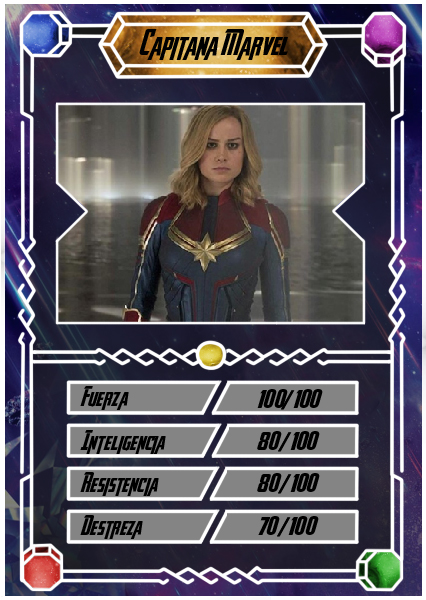 Capitana Marvel
Fuerza 100/100
Inteligencia 80/100
Resistencia 80/100
Destreza 70/100